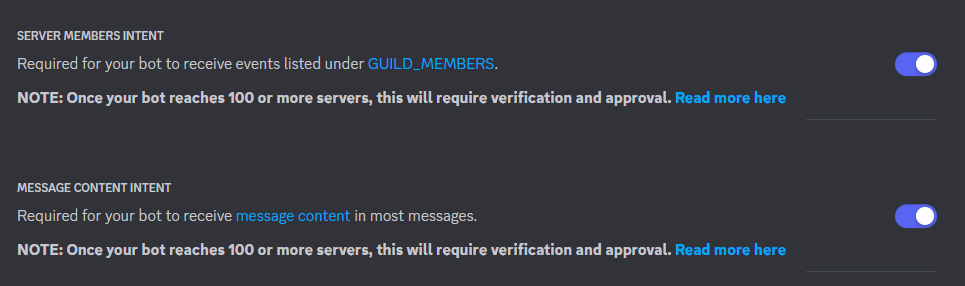 SERVER MEMBERS INTENT
Required for your bot to receive events listed under GUILD_MEMBERS.
NOTE: Once your bot reaches 100 or more servers, this will require verification and approval. Read more here
MESSAGE CONTENT INTENT
Required for your bot to receive message content in most messages.
NOTE: Once your bot reaches 100 or more servers, this will require verification and approval. Read more here